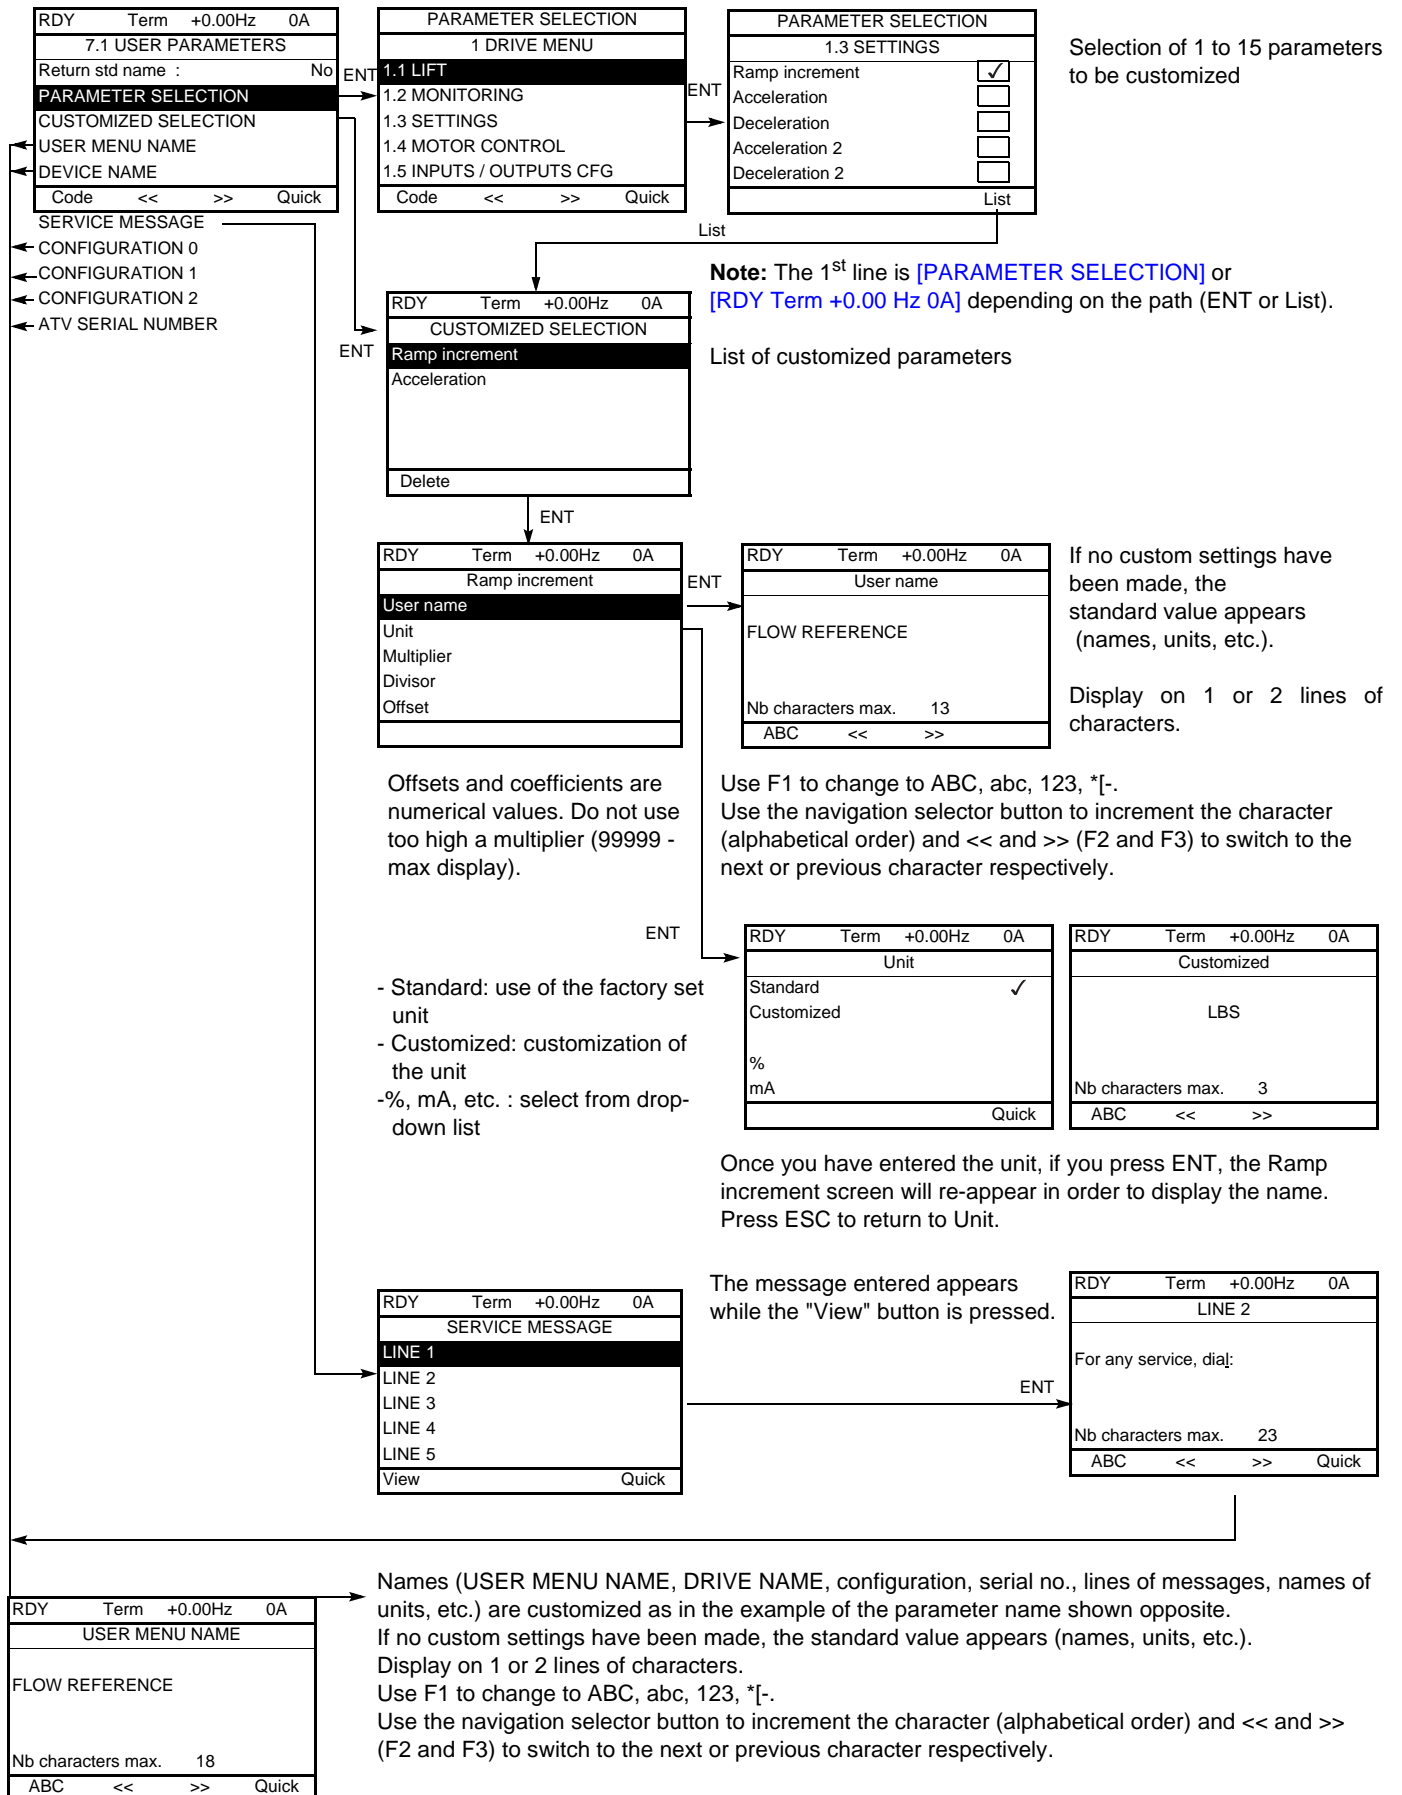 RDY Term +0.00Hz 0A
7.1 USER PARAMETERS
Return std name : No
PARAMETER SELECTION
CUSTOMIZED SELECTION
USER MENU NAME
DEVICE NAME
Code << >> Quick
SERVICE MESSAGE
CONFIGURATION 0
CONFIGURATION 1
CONFIGURATION 2
ATV SERIAL NUMBER
ENT
PARAMETER SELECTION
1 DRIVE MENU
1.1 LIFT
1.2 MONITORING
1.3 SETTINGS
1.4 MOTOR CONTROL
1.5 INPUTS / OUTPUTS CFG
Code << >> Quick
ENT
PARAMETER SELECTION
1.3 SETTINGS
Ramp increment ✓
Acceleration
Deceleration
Acceleration 2
Deceleration 2
List
Selection of 1 to 15 parameters
to be customized
List
Note: The 1st line is [PARAMETER SELECTION] or
[RDY Term +0.00 Hz 0A] depending on the path (ENT or List).
ENT
RDY Term +0.00Hz 0A
CUSTOMIZED SELECTION
Ramp increment
Acceleration
Delete
List of customized parameters
ENT
RDY Term +0.00Hz 0A
Ramp increment
User name
Unit
Multiplier
Divisor
Offset
ENT
RDY Term +0.00Hz 0A
User name
FLOW REFERENCE
Nb characters max. 13
ABC << >>
If no custom settings have
been made, the
standard value appears
(names, units, etc.).
Display on 1 or 2 lines of
characters.
Offsets and coefficients are
numerical values. Do not use
too high a multiplier (99999 -
max display).
Use F1 to change to ABC, abc, 123, *[-.
Use the navigation selector button to increment the character
(alphabetical order) and << and >> (F2 and F3) to switch to the
next or previous character respectively.
ENT
- Standard: use of the factory set
unit
- Customized: customization of
the unit
-%, mA, etc. : select from drop-
down list
RDY Term +0.00Hz 0A
Unit
Standard ✓
Customized
%
mA
Quick
RDY Term +0.00Hz 0A
Customized
LBS
Nb characters max. 3
ABC << >>
Once you have entered the unit, if you press ENT, the Ramp
increment screen will re-appear in order to display the name.
Press ESC to return to Unit.
RDY Term +0.00Hz 0A
SERVICE MESSAGE
LINE 1
LINE 2
LINE 3
LINE 4
LINE 5
View Quick
The message entered appears
while the "View" button is pressed.
ENT
RDY Term +0.00Hz 0A
LINE 2
For any service, dial:
Nb characters max. 23
ABC << >> Quick
RDY Term +0.00Hz 0A
USER MENU NAME
FLOW REFERENCE
Nb characters max. 18
ABC << >> Quick
Names (USER MENU NAME, DRIVE NAME, configuration, serial no., lines of messages, names of
units, etc.) are customized as in the example of the parameter name shown opposite.
If no custom settings have been made, the standard value appears (names, units, etc.).
Display on 1 or 2 lines of characters.
Use F1 to change to ABC, abc, 123, *[-.
Use the navigation selector button to increment the character (alphabetical order) and << and >>
(F2 and F3) to switch to the next or previous character respectively.